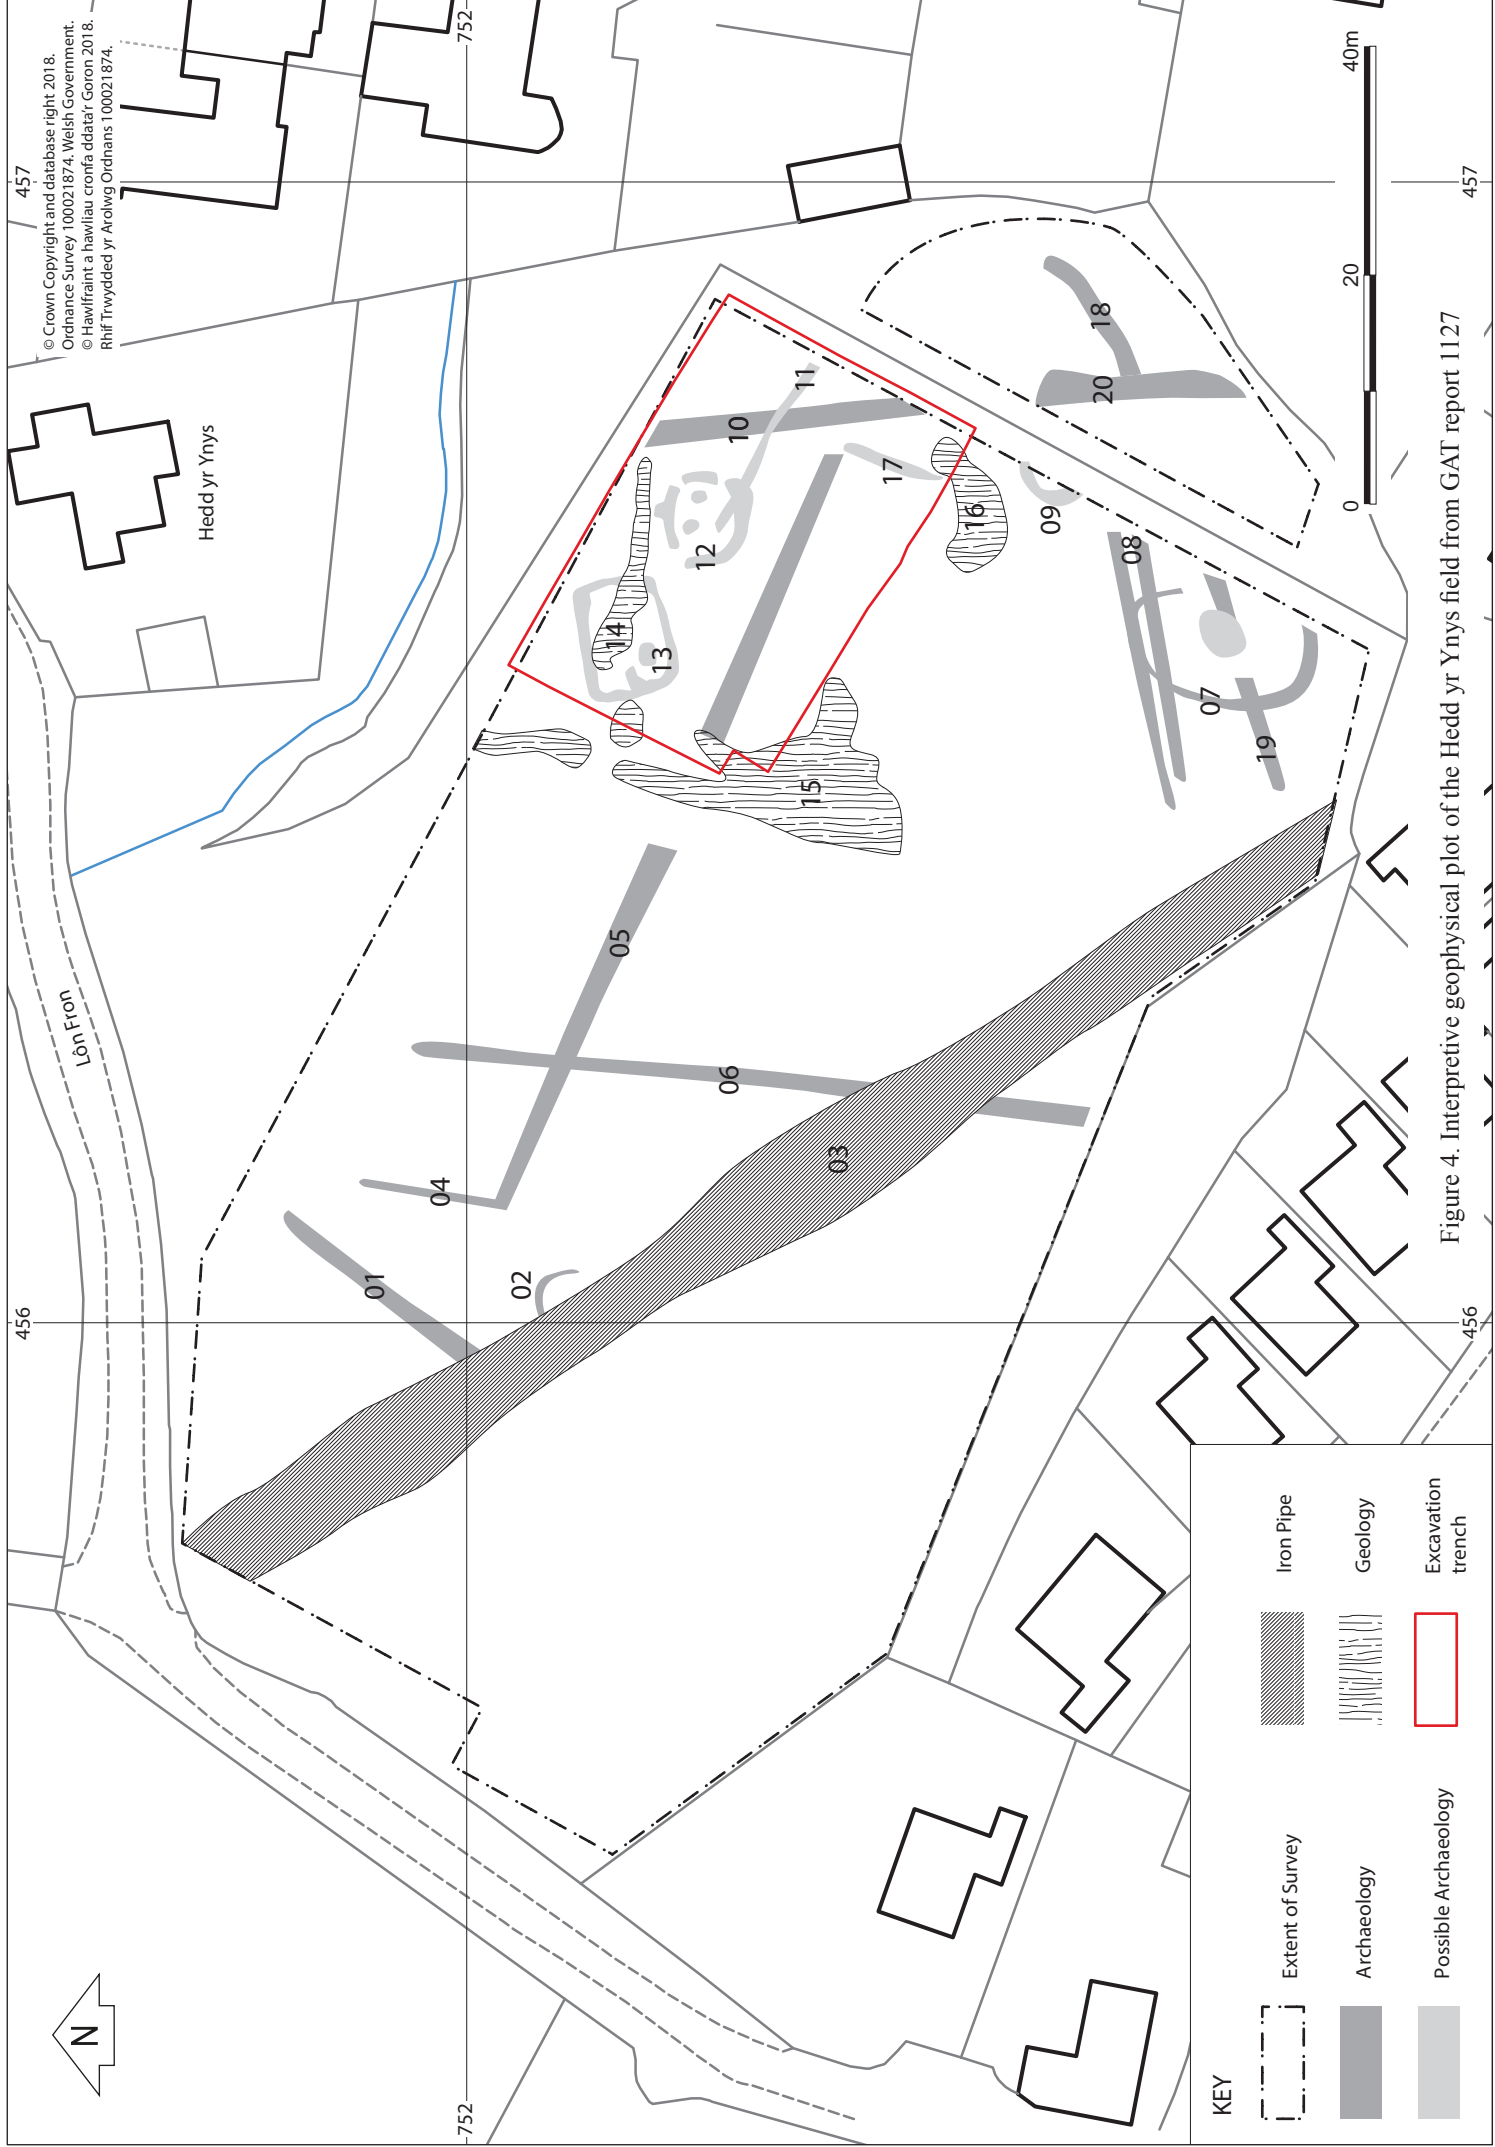 © Crown Copyright and database right 2018.
Ordnance Survey 100021874. Welsh Government.
© Hawlfraint a hawliau cronfa ddata'r Goron 2018.
Rhif Trwydded yr Arolwg Ordnans 100021874.
457
752
Hedd yr Ynys
Lôn Fron
N
456
752
01
02
03
04
05
06
07
08
09
10
11
12
13
14
15
16
17
18
19
20
0
20
40m
457
456
KEY
Extent of Survey
Archaeology
Possible Archaeology
Iron Pipe
Geology
Excavation
trench
Figure 4. Interpretive geophysical plot of the Hedd yr Ynys field from GAT report 1127